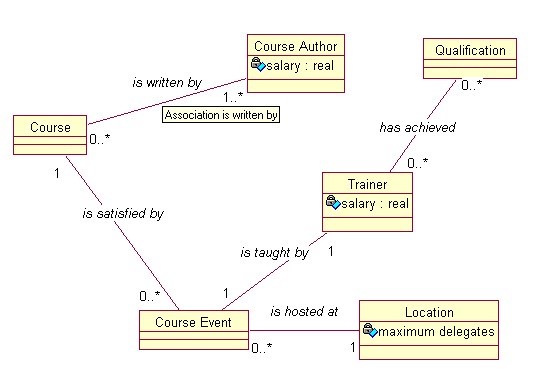 Course Author
salary : real
Qualification
is written by
1..*
0..*
Association is written by
Course
0..*
has achieved
1
0..*
Trainer
salary : real
is satisfied by
is taught by
1
1
0..*
is hosted at
Course Event
Location
maximum delegates
0..*
1